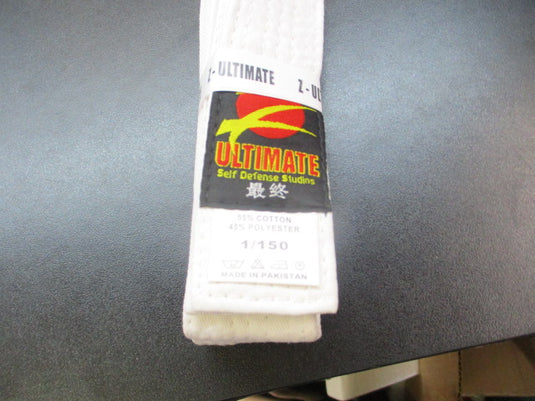 Z-ULTIMATE Z-UL
ULTIMATE
Self Defense Studios
最終
55% COTTON
45% POLYESTER
1/150
MADE IN PAKISTAN